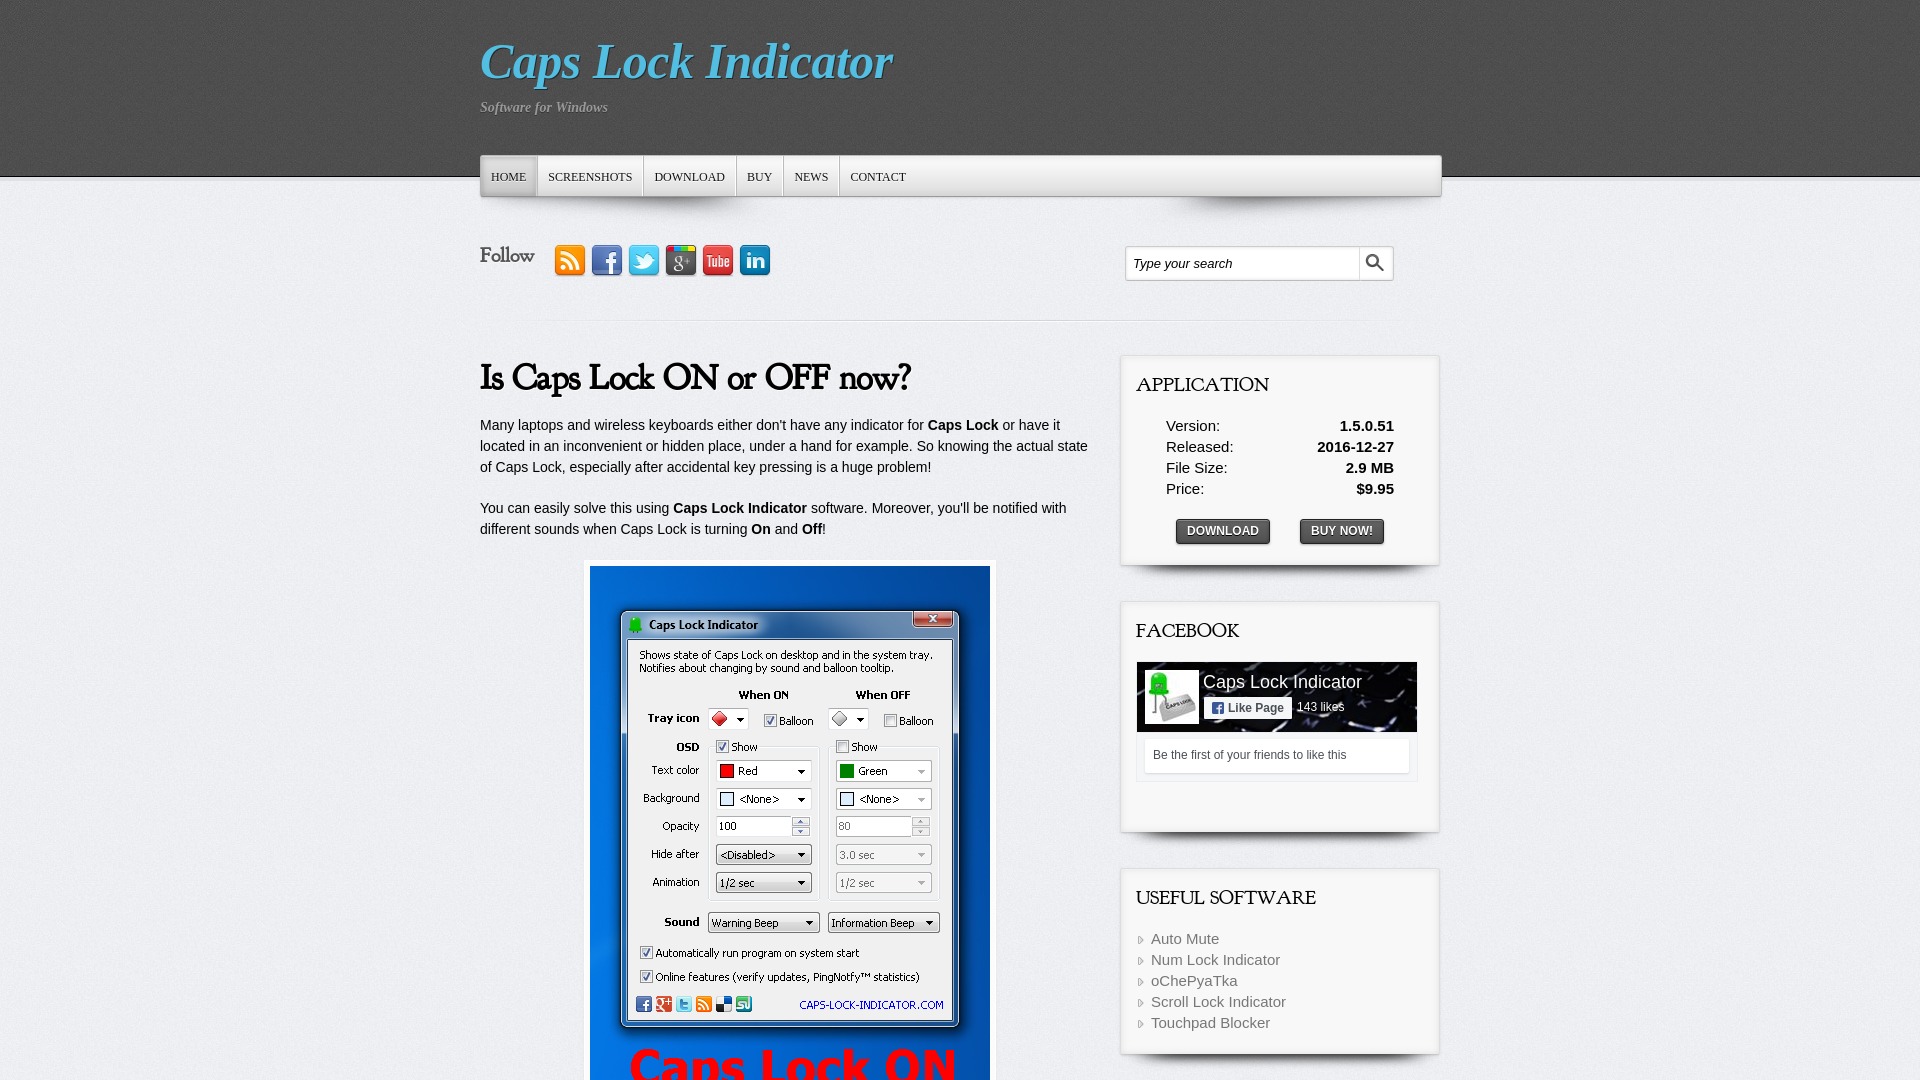 Caps Lock Indicator
Software for Windows
HOME
SCREENSHOTS
DOWNLOAD
BUY
NEWS
CONTACT
Follow
g+
Tube
in
Type your search
Is Caps Lock ON or OFF now?
Many laptops and wireless keyboards either don't have any indicator for Caps Lock or have it
located in an inconvenient or hidden place, under a hand for example. So knowing the actual state
of Caps Lock, especially after accidental key pressing is a huge problem!
You can easily solve this using Caps Lock Indicator software. Moreover, you'll be notified with
different sounds when Caps Lock is turning On and Off!
Caps Lock Indicator
Shows state of Caps Lock on desktop and in the system tray.
Notifies about changing by sound and balloon tooltip.
When ON When OFF
Tray icon Balloon Balloon
OSD Show Show
Text color Red Green
Background <None> <None>
Opacity 100 80
Hide after <Disabled> 3.0 sec
Animation 1/2 sec 1/2 sec
Sound Warning Beep Information Beep
Automatically run program on system start
Online features (verify updates, PingNotfy™ statistics)
CAPS-LOCK-INDICATOR.COM
Caps Lock ON
APPLICATION
Version: 1.5.0.51
Released: 2016-12-27
File Size: 2.9 MB
Price: $9.95
DOWNLOAD BUY NOW!
FACEBOOK
CAPS LOCK
Caps Lock Indicator
Like Page 143 likes
Be the first of your friends to like this
USEFUL SOFTWARE
Auto Mute
Num Lock Indicator
oChePyaTka
Scroll Lock Indicator
Touchpad Blocker